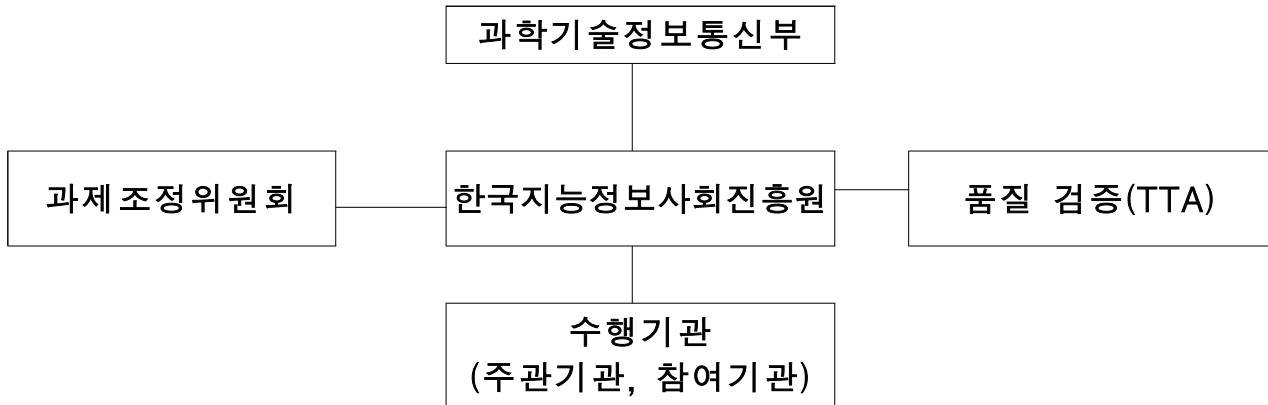 과학기술정보통신부
과제조정위원회
한국지능정보사회진흥원
품질 검증(TTA)
수행기관
(주관기관, 참여기관)